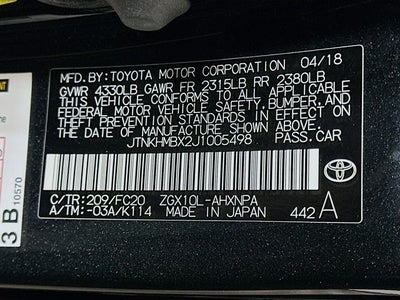 MFD.BY:TOYOTA MOTOR CORPORATION 04/18
GVWR 4330LB GAWR FR 2315LB RR 2380LB
THIS VEHICLE CONFORMS TO ALL APPLICABLE
FEDERAL MOTOR VEHICLE SAFETY, BUMPER, AND
THEFT PREVENTION STANDARDS IN EFFECT ON
THE DATE OF MANUFACTURE SHOWN ABOVE.
JTNKHMBX2J1005498 PASS.CAR
C/TR:209/FC20 ZGX10L-AHXNPA
A/TM:-03A/K114 MADE IN JAPAN 442 A
TOYOTA
3 B
10570